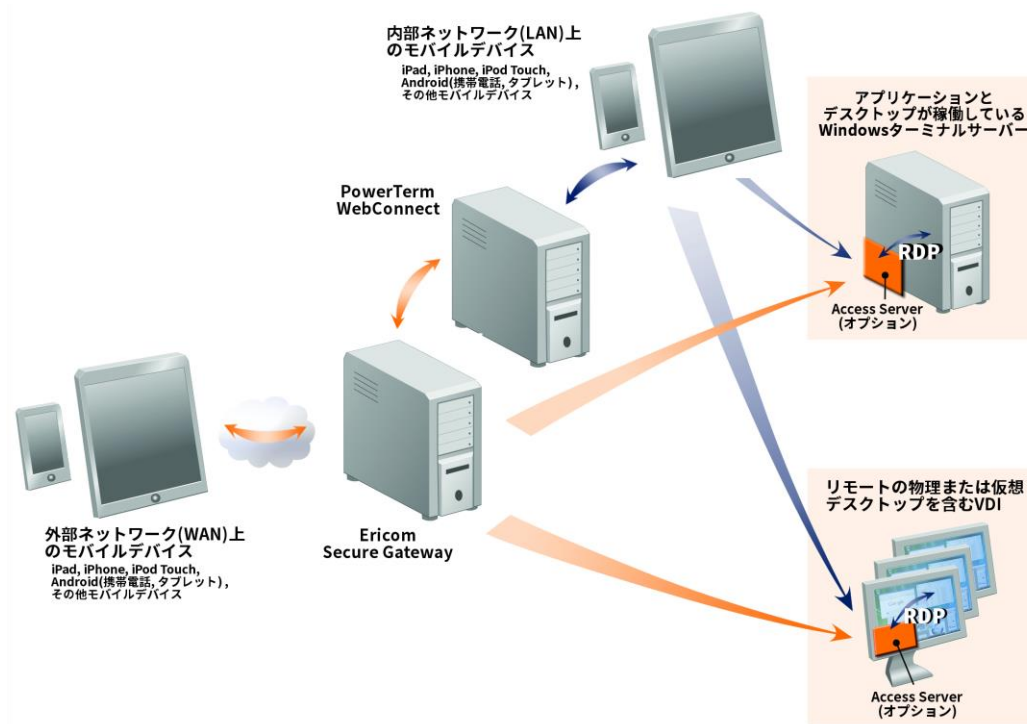 内部ネットワーク(LAN)上
のモバイルデバイス
iPad, iPhone, iPod Touch,
Android(携帯電話, タブレット) ,
その他モバイルデバイス
アプリケーションと
デスクトップが稼働している
Windowsターミナルサーバー
PowerTerm
WebConnect
RDP
Access Server
(オプション)
外部ネットワーク(WAN)上
のモバイルデバイス
iPad, iPhone, iPod Touch,
Android(携帯電話, タブレット) ,
その他モバイルデバイス
Ericom
Secure Gateway
リモートの物理または仮想
デスクトップを含むVDI
RDP
Access Server
(オプション)